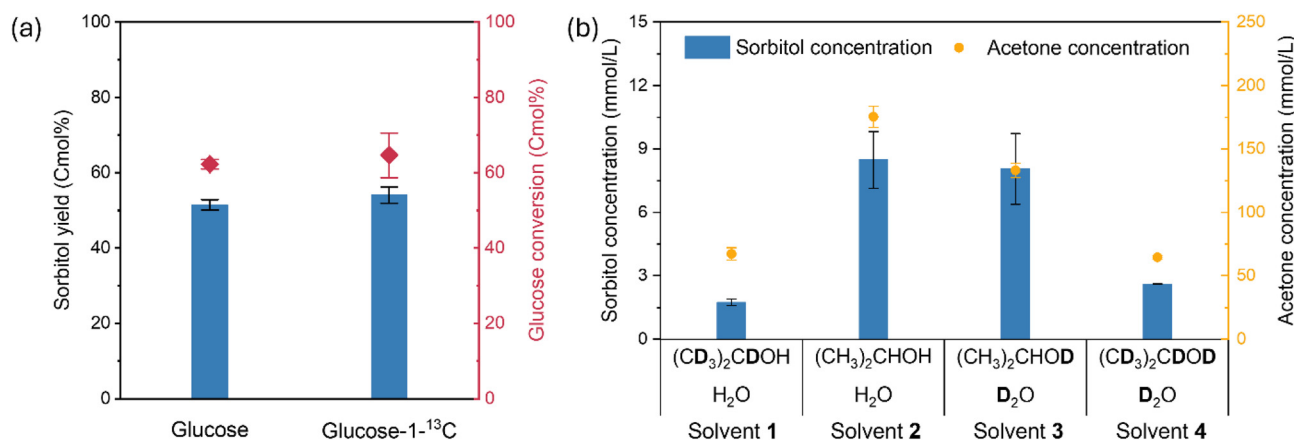 (a)
100
80
60
40
20
0
Sorbitol yield (Cmol%)
100
80
60
40
20
0
Glucose conversion (Cmol%)
Glucose
Glucose-1-¹³C
(b)
15
12
9
6
3
0
Sorbitol concentration (mmol/L)
Sorbitol concentration
Acetone concentration
250
200
150
100
50
0
Acetone concentration (mmol/L)
(CD₃)₂CDOH (CH₃)₂CHOH (CH₃)₂CHOD (CD₃)₂CDOD
H₂O H₂O D₂O D₂O
Solvent 1 Solvent 2 Solvent 3 Solvent 4